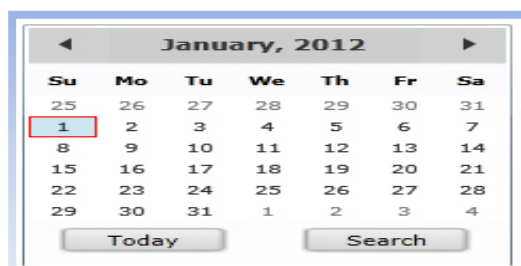 ◄ January, 2012 ►
Su Mo Tu We Th Fr Sa
25 26 27 28 29 30 31
1 2 3 4 5 6 7
8 9 10 11 12 13 14
15 16 17 18 19 20 21
22 23 24 25 26 27 28
29 30 31 1 2 3 4
Today Search